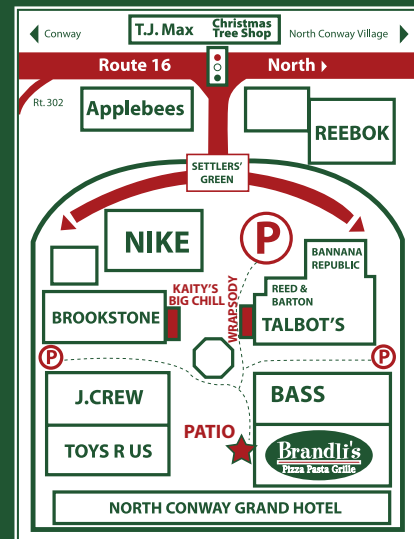 Conway
T.J. Max
Christmas
Tree Shop
North Conway Village
Route 16
North
Rt. 302
Applebees
REEBOK
SETTLERS'
GREEN
NIKE
P
BANNANA
REPUBLIC
KAITY'S
BIG CHILL
WRAPSODY
REED &
BARTON
BROOKSTONE
TALBOT'S
P
P
J.CREW
BASS
PATIO
TOYS R US
Brandli's
Pizza Pasta Grille
NORTH CONWAY GRAND HOTEL